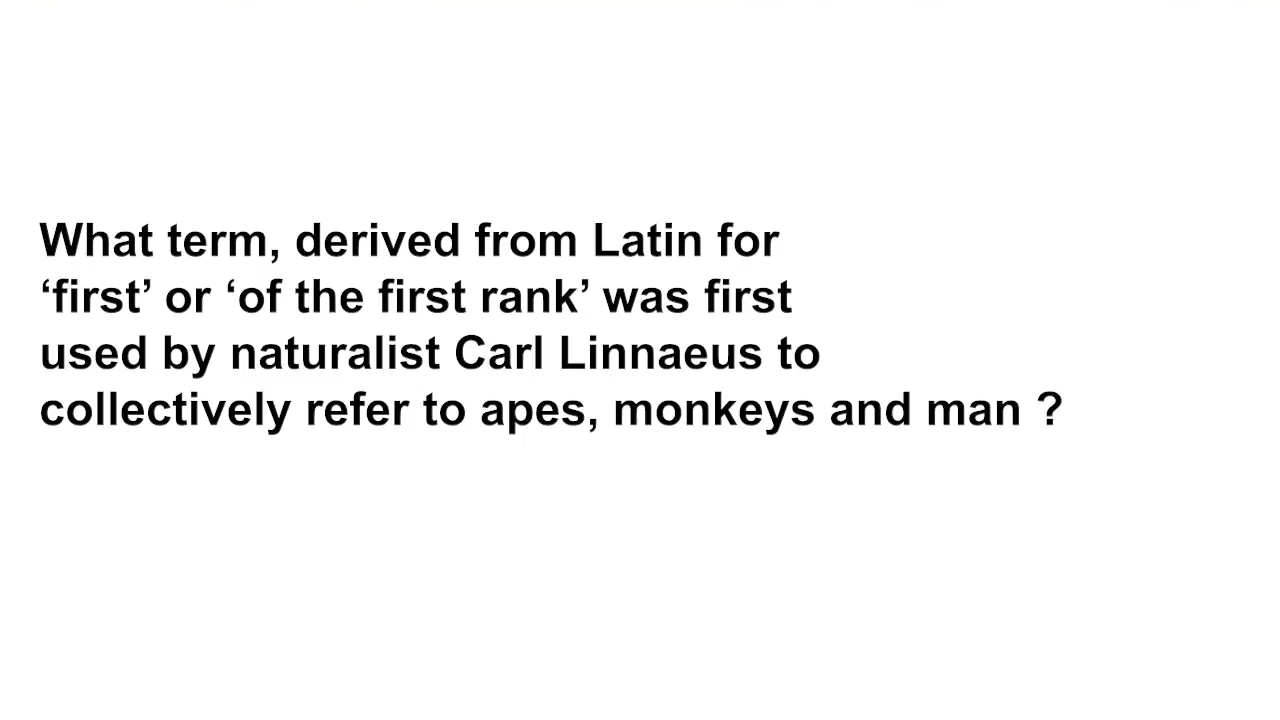 What term, derived from Latin for
‘first’ or ‘of the first rank’ was first
used by naturalist Carl Linnaeus to
collectively refer to apes, monkeys and man ?